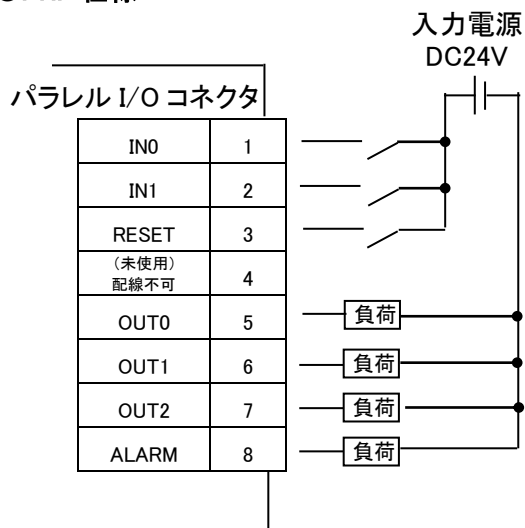 入力電源
DC24V
パラレル I/O コネクタ
IN0 1
IN1 2
RESET 3
(未使用)
配線不可 4
OUT0 5 負荷
OUT1 6 負荷
OUT2 7 負荷
ALARM 8 負荷